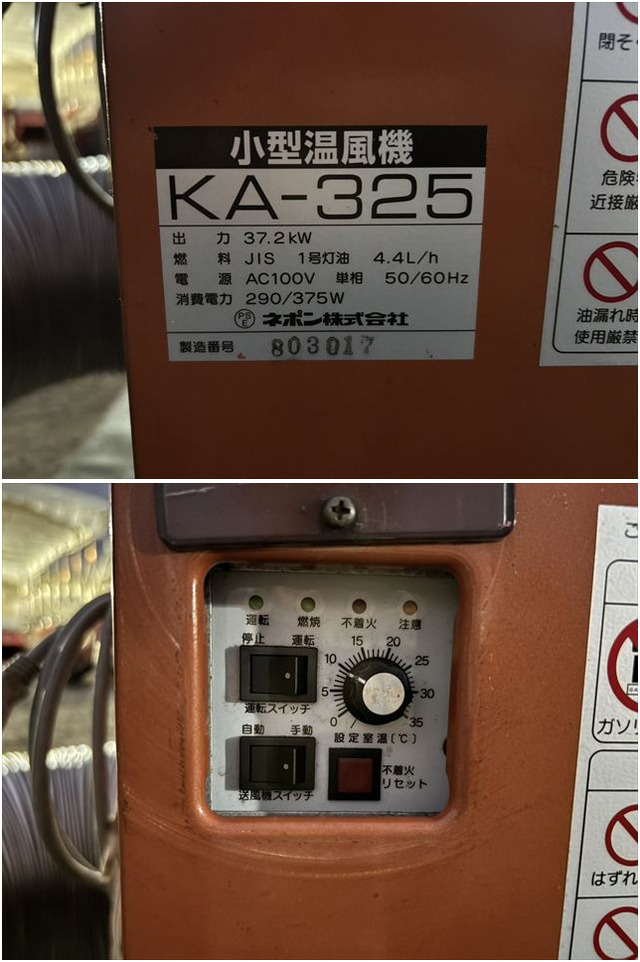 小型温風機
KA-325
出 力 37.2kW
燃 料 JIS 1号灯油 4.4L/h
電 源 AC100V 単相 50/60Hz
消費電力 290/375W
PS
E
ネポン株式会社
製造番号 803017
閉そ
危険
近接厳
油漏れ時
使用厳禁
運転 燃焼 不着火 注意
停止 運転
運転スイッチ
0 5 10 15 20 25 30 35
設定室温(℃)
自動 手動
送風機スイッチ
不着火
リセット
ご
ガソリ
はずれ